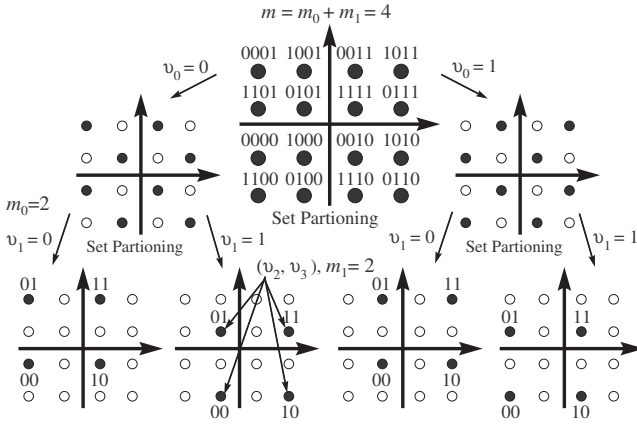 m = m₀ + m₁ = 4
0001 1001 0011 1011
υ₀ = 0
υ₀ = 1
1101 0101 1111 0111
0000 1000 0010 1010
1100 0100 1110 0110
Set Partioning
m₀=2
υ₁ = 0
Set Partioning
υ₁ = 1
υ₁ = 0
Set Partioning
υ₁ = 1
(υ₂, υ₃), m₁ = 2
01 11
00 10
01 11
00 10
01 11
00 10
01 11
00 10